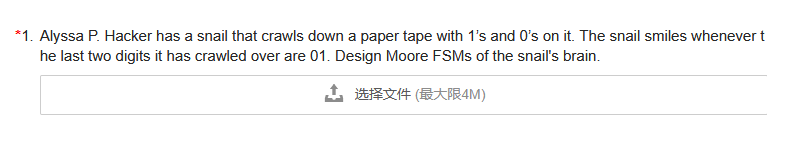 *1. Alyssa P. Hacker has a snail that crawls down a paper tape with 1's and 0's on it. The snail smiles whenever t
he last two digits it has crawled over are 01. Design Moore FSMs of the snail's brain.
选择文件 (最大限4M)